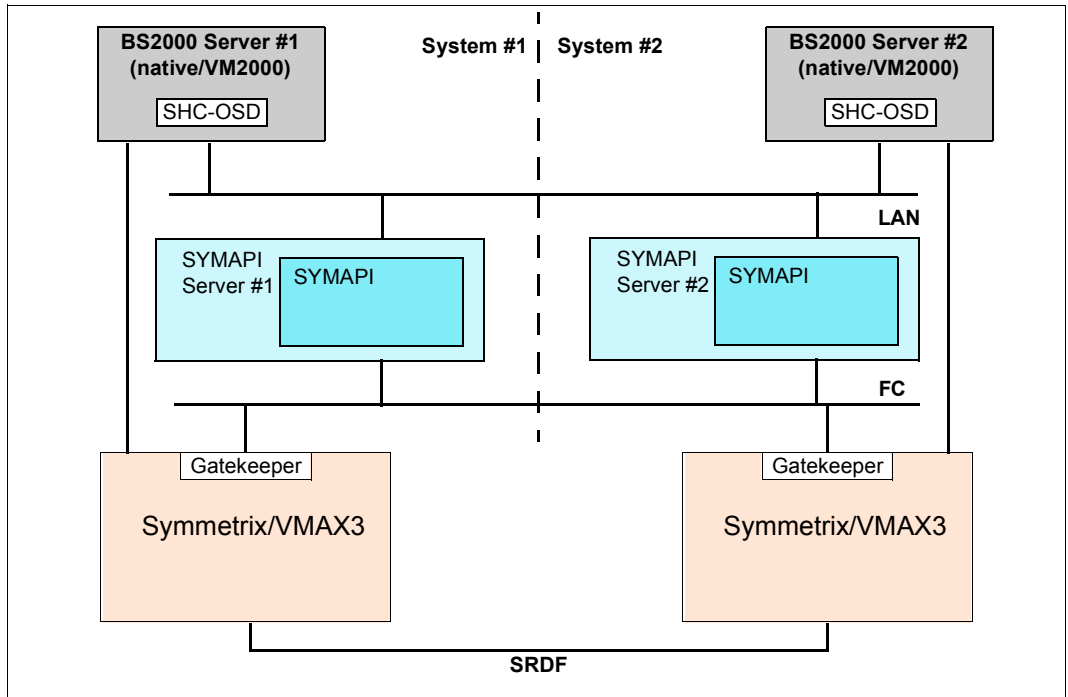 BS2000 Server #1
(native/VM2000)
SHC-OSD
System #1
System #2
BS2000 Server #2
(native/VM2000)
SHC-OSD
LAN
SYMAPI
Server #1
SYMAPI
SYMAPI
Server #2
SYMAPI
FC
Gatekeeper
Symmetrix/VMAX3
Gatekeeper
Symmetrix/VMAX3
SRDF